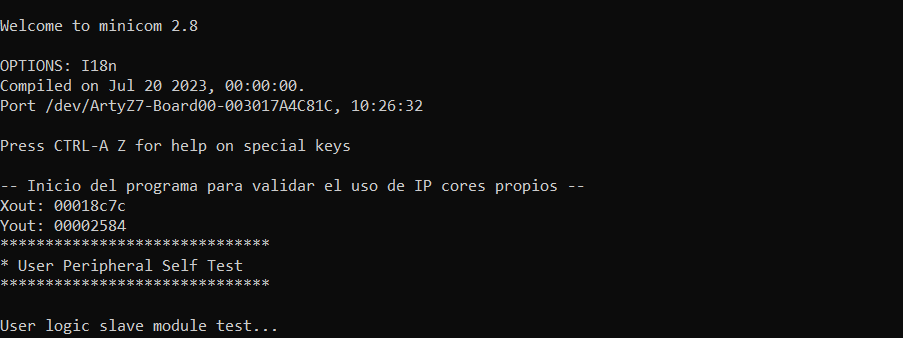 Welcome to minicom 2.8
OPTIONS: I18n
Compiled on Jul 20 2023, 00:00:00.
Port /dev/ArtyZ7-Board00-003017A4C81C, 10:26:32
Press CTRL-A Z for help on special keys
-- Inicio del programa para validar el uso de IP cores propios --
Xout: 00018c7c
Yout: 00002584
******************************
* User Peripheral Self Test
******************************
User logic slave module test...